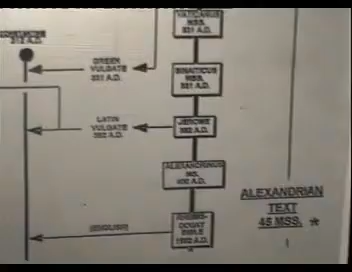 VATICANUS
MSS.
331 A.D.
GREEK
VULGATE
331 A.D.
SINAITICUS
MSS.
331 A.D.
LATIN
VULGATE
382 A.D.
JEROME
382 A.D.
ALEXANDRINUS
MS.
400 A.D.
ALEXANDRIAN
TEXT
45 MSS. *
(ENGLISH)
RHEIMS-
DOUAY
BIBLE
1582 A.D.
*